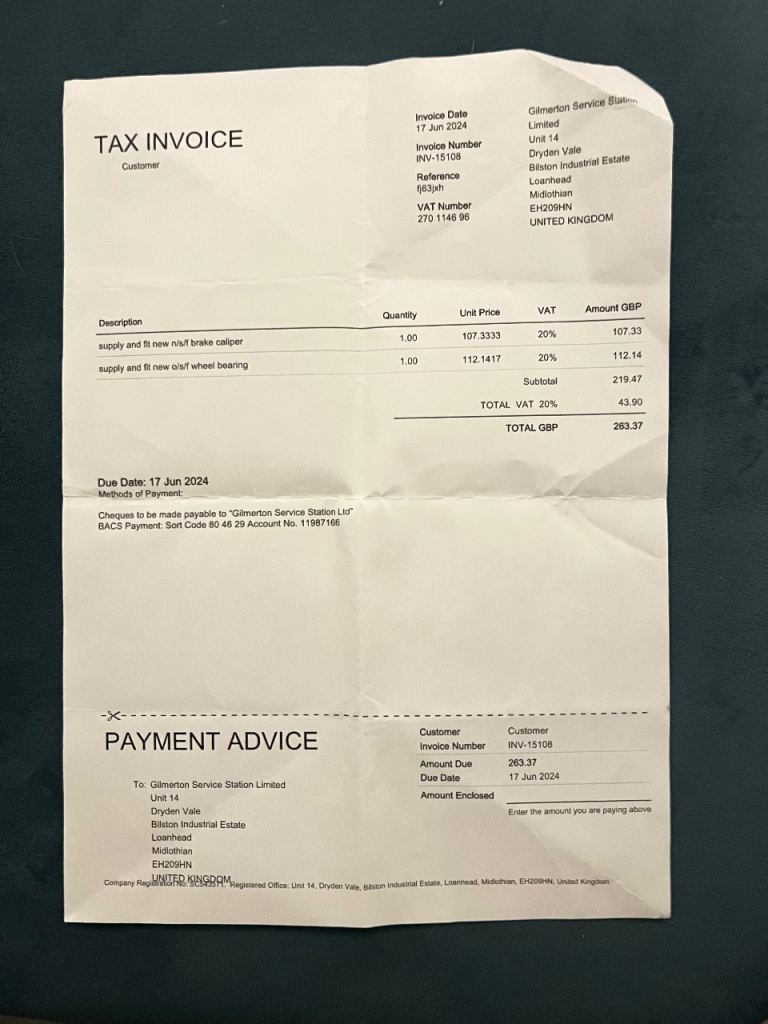 TAX INVOICE
Customer
Invoice Date
17 Jun 2024
Invoice Number
INV-15108
Reference
fj63jxh
VAT Number
270 1146 96
Gilmerton Service Station
Limited
Unit 14
Dryden Vale
Bilston Industrial Estate
Loanhead
Midlothian
EH209HN
UNITED KINGDOM
Description Quantity Unit Price VAT Amount GBP
supply and fit new n/s/f brake caliper 1.00 107.3333 20% 107.33
supply and fit new o/s/f wheel bearing 1.00 112.1417 20% 112.14
Subtotal 219.47
TOTAL VAT 20% 43.90
TOTAL GBP 263.37
Due Date: 17 Jun 2024
Methods of Payment:
Cheques to be made payable to "Gilmerton Service Station Ltd"
BACS Payment: Sort Code 80 46 29 Account No. 11987166
PAYMENT ADVICE
To: Gilmerton Service Station Limited
Unit 14
Dryden Vale
Bilston Industrial Estate
Loanhead
Midlothian
EH209HN
UNITED KINGDOM
Customer Customer
Invoice Number INV-15108
Amount Due 263.37
Due Date 17 Jun 2024
Amount Enclosed
Enter the amount you are paying above
Company Registration No: Registered Office: Unit 14, Dryden Vale, Bilston Industrial Estate, Loanhead, Midlothian, EH209HN, United Kingdom.